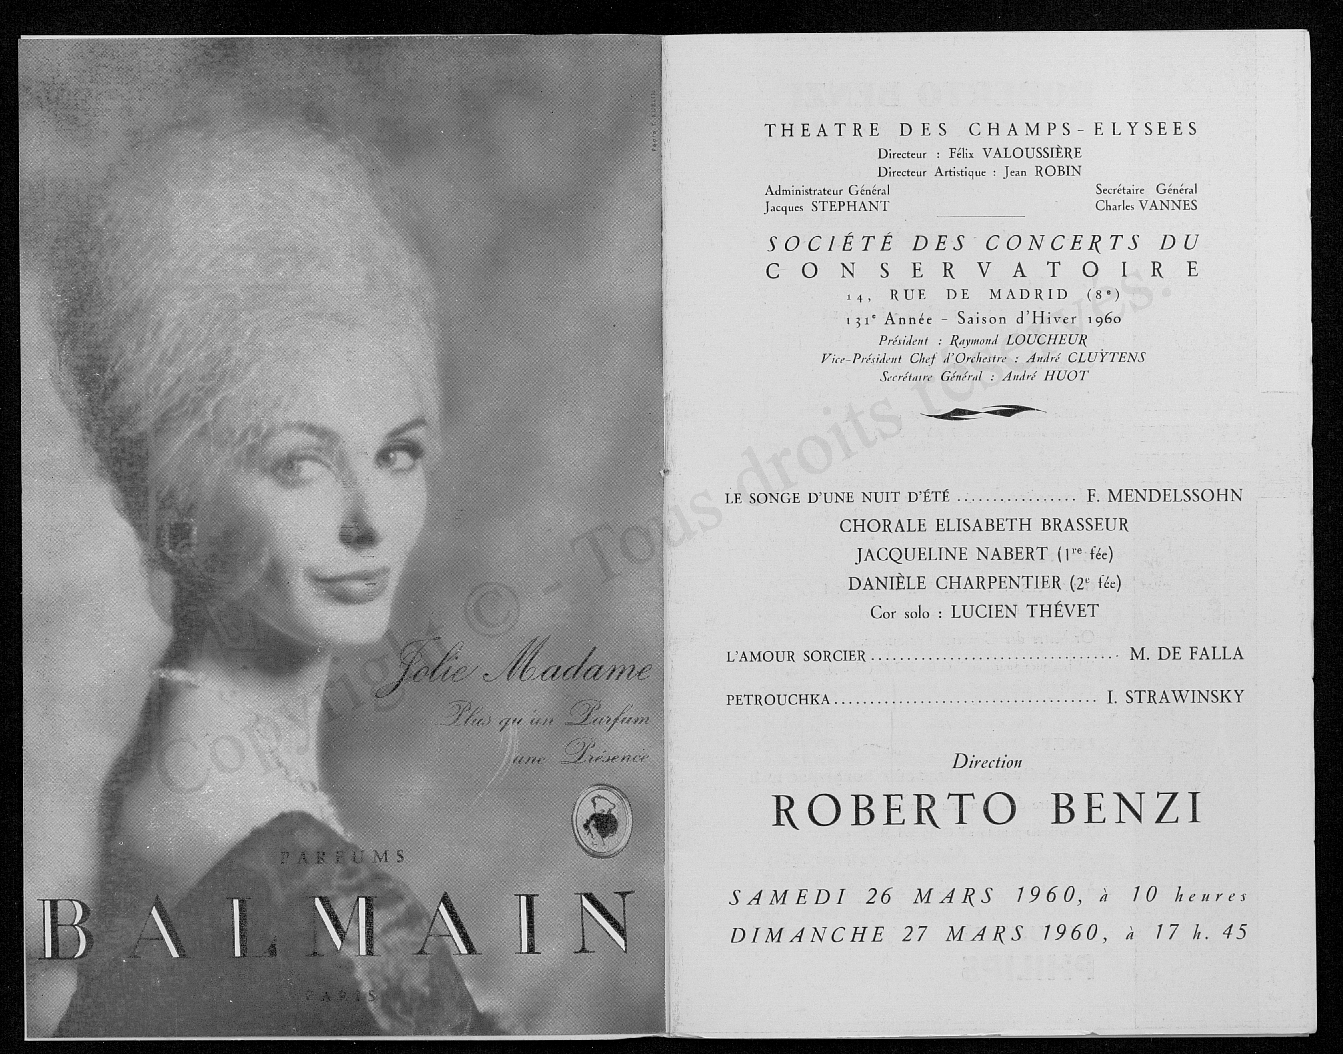 Jolie Madame
Plus qu'un Parfum
une Présence
PARFUMS
BALMAIN
PARIS
THEATRE DES CHAMPS-ELYSEES
Directeur : Félix VALOUSSIÈRE
Directeur Artistique : Jean ROBIN
Administrateur Général Secrétaire Général
Jacques STEPHANT Charles VANNES
SOCIÉTÉ DES CONCERTS DU
CONSERVATOIRE
14, RUE DE MADRID (8e)
131e Année - Saison d'Hiver 1960
Président : Raymond LOUCHEUR
Vice-Président Chef d'Orchestre : André CLUYTENS
Secrétaire Général : André HUOT
LE SONGE D'UNE NUIT D'ÉTÉ ................. F. MENDELSSOHN
CHORALE ELISABETH BRASSEUR
JACQUELINE NABERT (1re fée)
DANIÈLE CHARPENTIER (2e fée)
Cor solo : LUCIEN THÉVET
L'AMOUR SORCIER .................................. M. DE FALLA
PETROUCHKA ..................................... I. STRAWINSKY
Direction
ROBERTO BENZI
SAMEDI 26 MARS 1960, à 10 heures
DIMANCHE 27 MARS 1960, à 17 h. 45
Copyright © - Tous droits réservés.